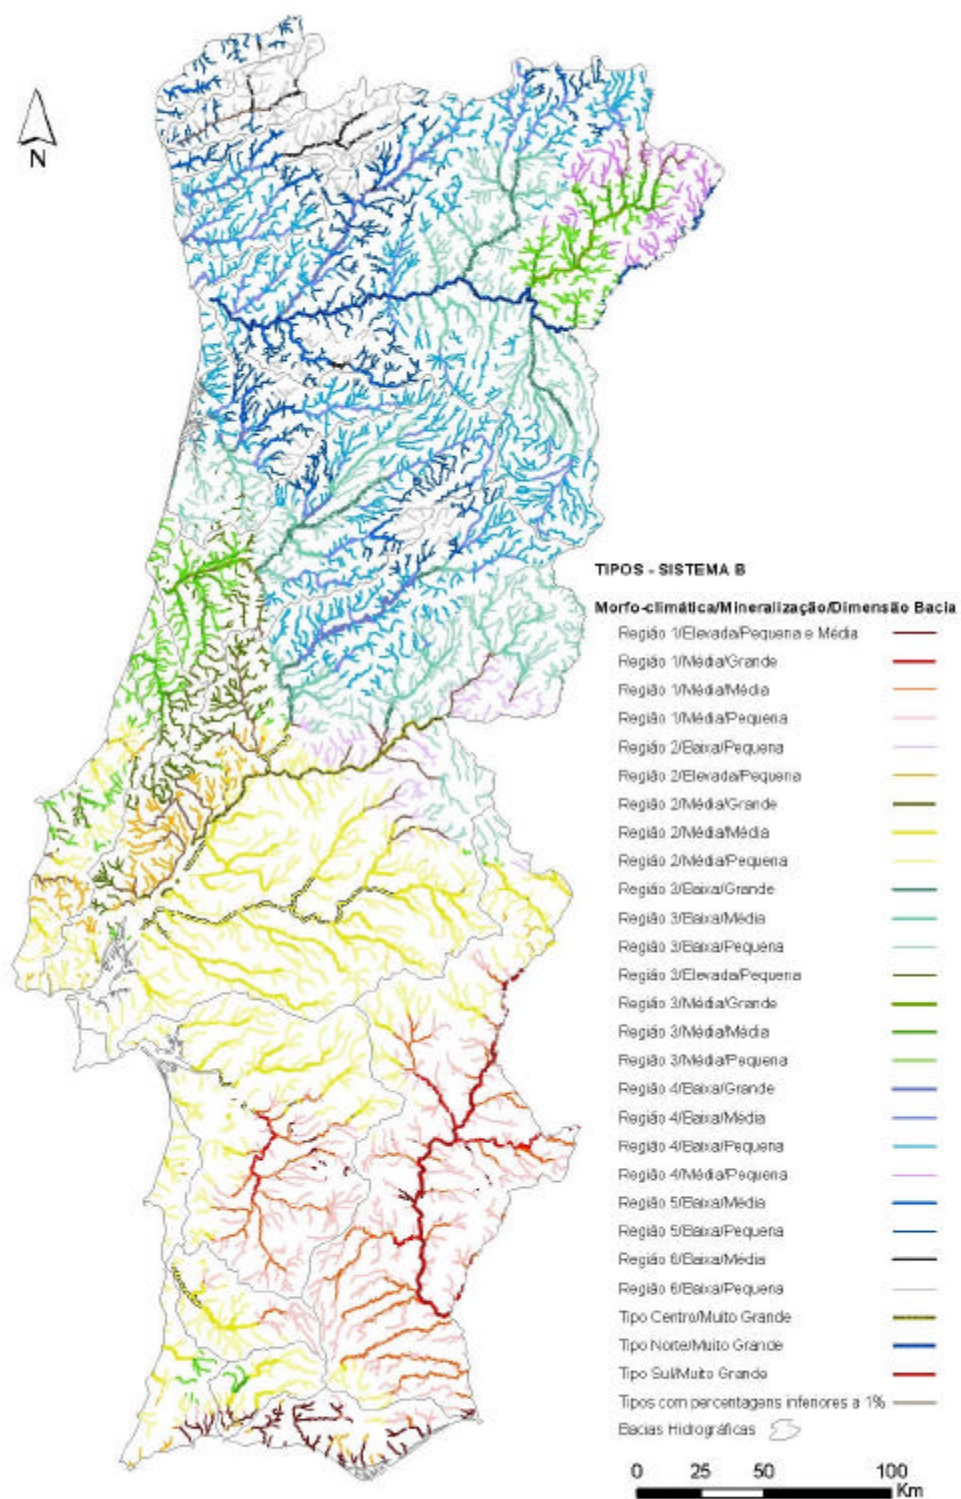 N
TIPOS - SISTEMA B
Morfo-climática/Mineralização/Dimensão Bacia
Região 1/Elevada/Pequena e Média
Região 1/Média/Grande
Região 1/Média/Média
Região 1/Média/Pequena
Região 2/Baixa/Pequena
Região 2/Elevada/Pequena
Região 2/Média/Grande
Região 2/Média/Média
Região 2/Média/Pequena
Região 3/Baixa/Grande
Região 3/Baixa/Média
Região 3/Baixa/Pequena
Região 3/Elevada/Pequena
Região 3/Média/Grande
Região 3/Média/Média
Região 3/Média/Pequena
Região 4/Baixa/Grande
Região 4/Baixa/Média
Região 4/Baixa/Pequena
Região 4/Média/Pequena
Região 5/Baixa/Média
Região 5/Baixa/Pequena
Região 6/Baixa/Média
Região 6/Baixa/Pequena
Tipo Centro/Muito Grande
Tipo Norte/Muito Grande
Tipo Sul/Muito Grande
Tipos com percentagens inferiores a 1%
Bacias Hidrográficas
0 25 50 100
Km